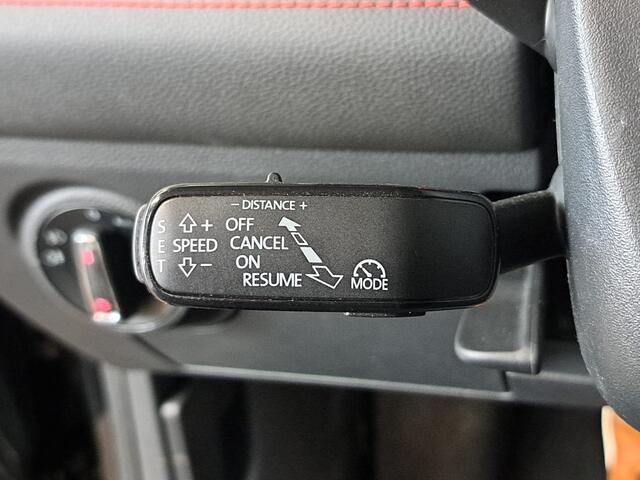 − DISTANCE +
S + OFF
E SPEED CANCEL
T − ON
RESUME MODE